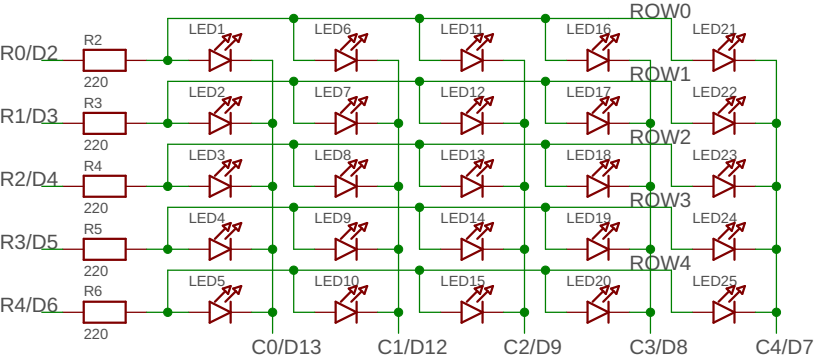 ROW0
LED1 LED6 LED11 LED16 LED21
R0/D2 R2
220 ROW1
LED2 LED7 LED12 LED17 LED22
R1/D3 R3
220 ROW2
LED3 LED8 LED13 LED18 LED23
R2/D4 R4
220 ROW3
LED4 LED9 LED14 LED19 LED24
R3/D5 R5
220 ROW4
LED5 LED10 LED15 LED20 LED25
R4/D6 R6
220
C0/D13 C1/D12 C2/D9 C3/D8 C4/D7